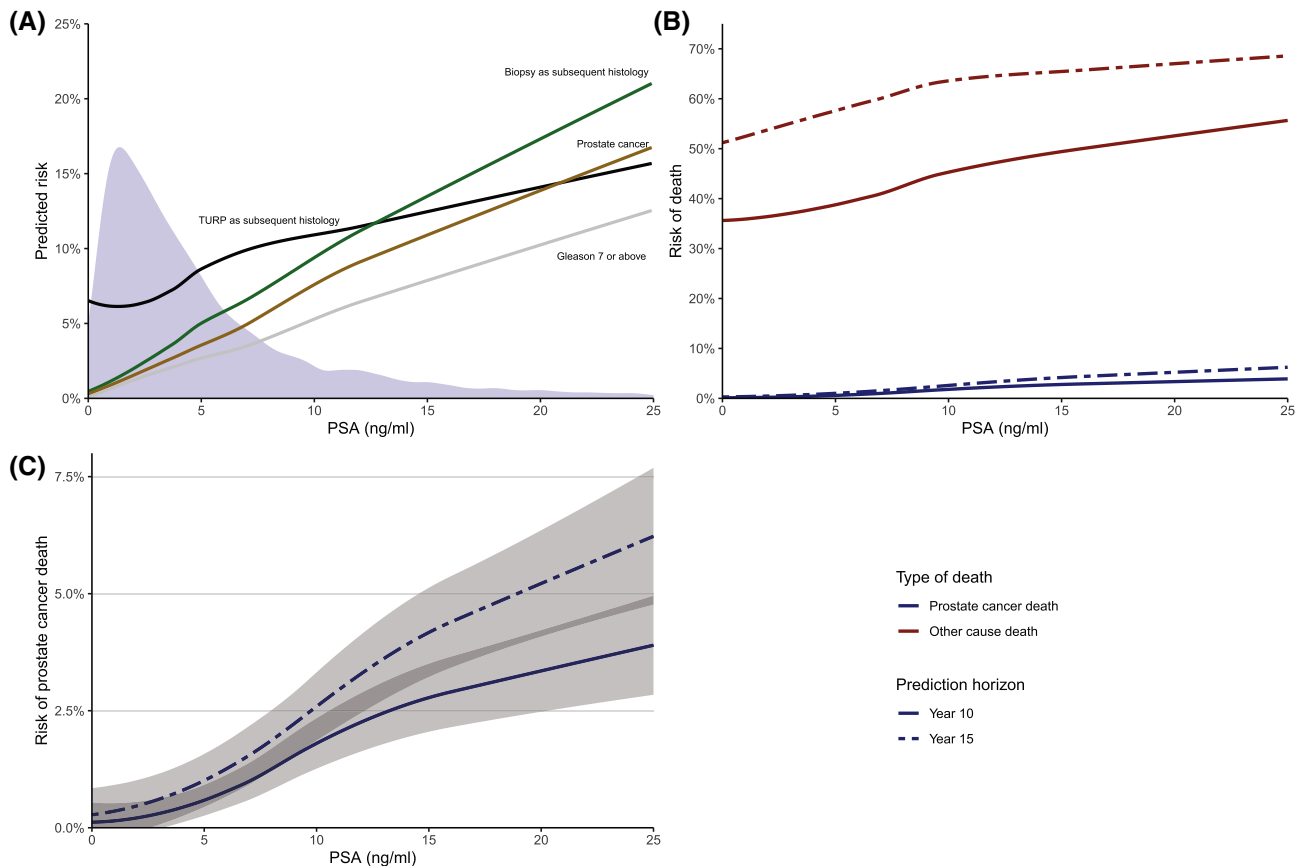 (A)
25%
20%
15%
10%
5%
0%
Predicted risk
Biopsy as subsequent histology
Prostate cancer
TURP as subsequent histology
Gleason 7 or above
0 5 10 15 20 25
PSA (ng/ml)
(B)
70%
60%
50%
40%
30%
20%
10%
0%
Risk of death
0 5 10 15 20 25
PSA (ng/ml)
(C)
7.5%
5.0%
2.5%
0.0%
Risk of prostate cancer death
0 5 10 15 20 25
PSA (ng/ml)
Type of death
Prostate cancer death
Other cause death
Prediction horizon
Year 10
Year 15